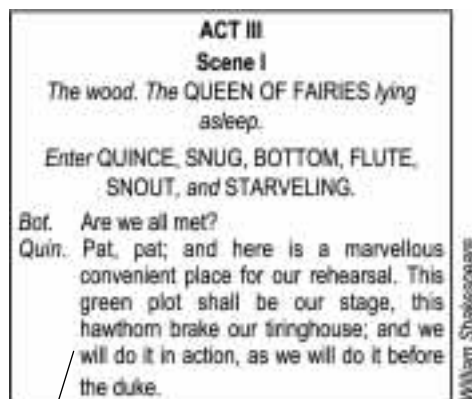 ACT III
Scene I
The wood. The QUEEN OF FAIRIES lying
asleep.
Enter QUINCE, SNUG, BOTTOM, FLUTE,
SNOUT, and STARVELING.
Bot. Are we all met?
Quin. Pat, pat; and here is a marvellous
convenient place for our rehearsal. This
green plot shall be our stage, this
hawthorn brake our tiringhouse; and we
will do it in action, as we will do it before
the duke.
William Shakespeare